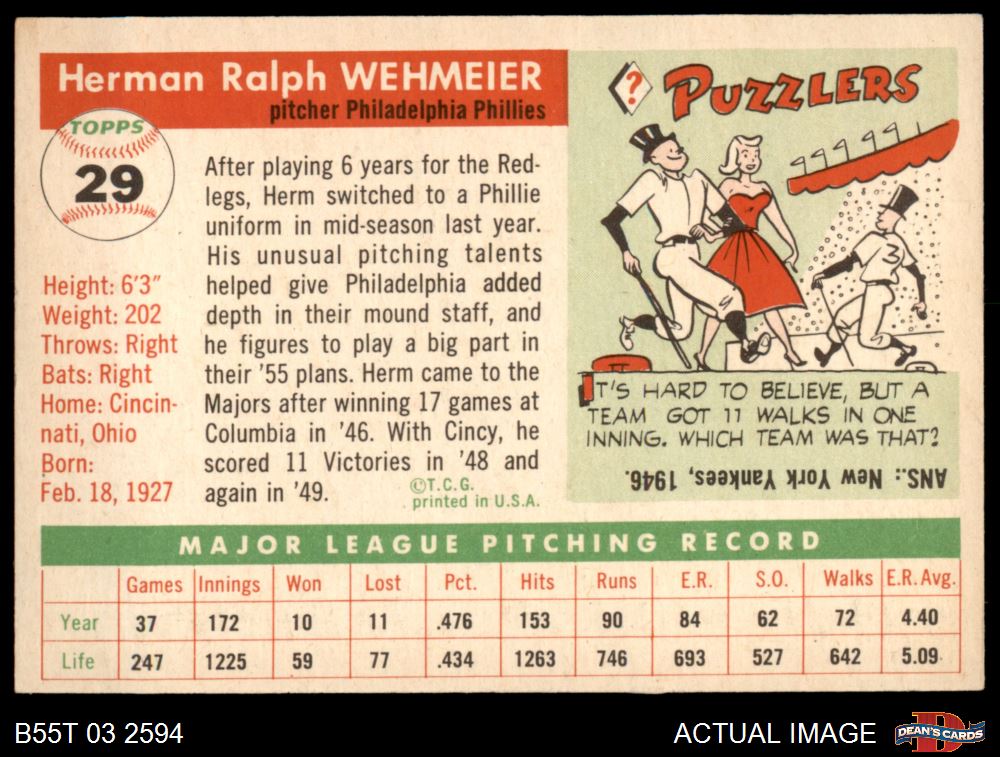 Herman Ralph WEHMEIER
pitcher Philadelphia Phillies
TOPPS
29
Height: 6'3"
Weight: 202
Throws: Right
Bats: Right
Home: Cincin-
nati, Ohio
Born:
Feb. 18, 1927
After playing 6 years for the Red-
legs, Herm switched to a Phillie
uniform in mid-season last year.
His unusual pitching talents
helped give Philadelphia added
depth in their mound staff, and
he figures to play a big part in
their '55 plans. Herm came to the
Majors after winning 17 games at
Columbia in '46. With Cincy, he
scored 11 Victories in '48 and
again in '49.
©T.C.G.
printed in U.S.A.
?
PUZZLERS
3
IT'S HARD TO BELIEVE, BUT A
TEAM GOT 11 WALKS IN ONE
INNING. WHICH TEAM WAS THAT?
ANS.: New York Yankees, 1946.
MAJOR LEAGUE PITCHING RECORD
Games Innings Won Lost Pct. Hits Runs E.R. S.O. Walks E.R. Avg.
Year 37 172 10 11 .476 153 90 84 62 72 4.40
Life 247 1225 59 77 .434 1263 746 693 527 642 5.09
B55T 03 2594
ACTUAL IMAGE
D
DEAN'S CARDS